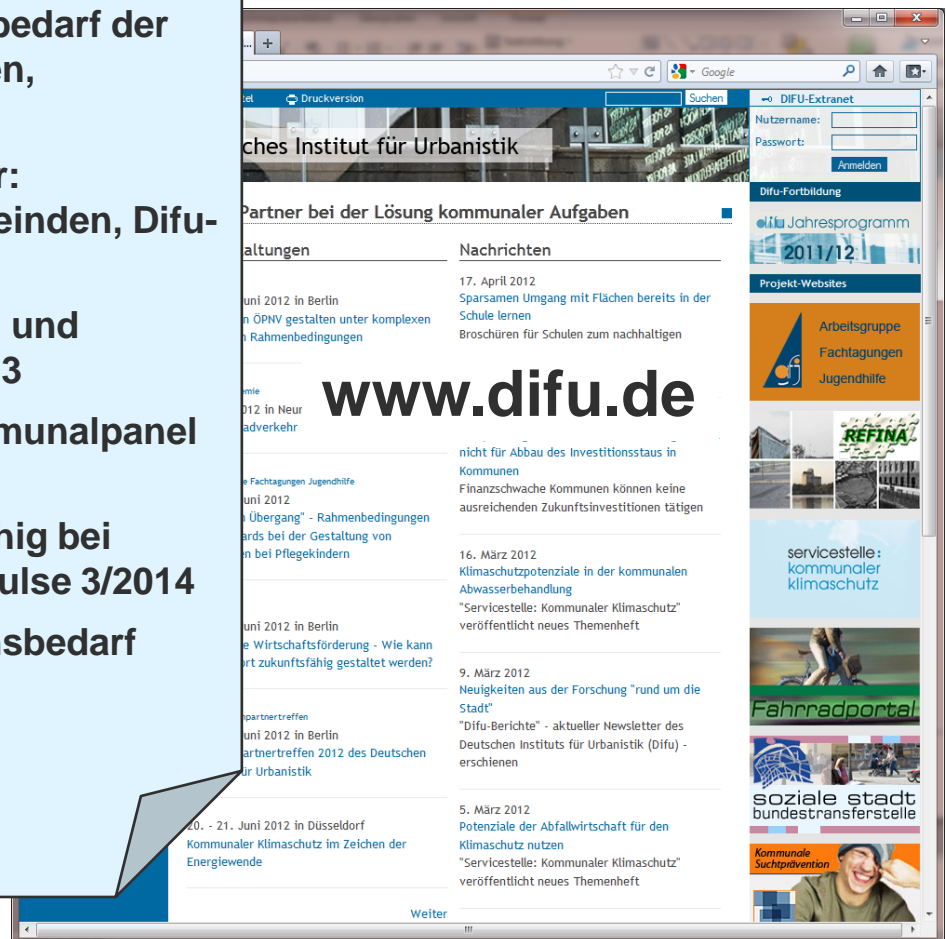 bedarf der
en,
r:
einden, Difu-
und
3
munalpanel
nig bei
ulse 3/2014
nsbedarf
Google
Druckversion
Suchen
DIFU-Extranet
Nutzername:
Passwort:
Anmelden
ches Institut für Urbanistik
Partner bei der Lösung kommunaler Aufgaben
altungen
uni 2012 in Berlin
n ÖPNV gestalten unter komplexen
n Rahmenbedingungen
emie
2012 in Neur
adverkehr
e Fachtagungen Jugendhilfe
uni 2012
n Übergang" - Rahmenbedingungen
ards bei der Gestaltung von
en bei Pflegekindern
uni 2012 in Berlin
e Wirtschaftsförderung - Wie kann
ort zukunftsfähig gestaltet werden?
npartnertreffen
uni 2012 in Berlin
artnertreffen 2012 des Deutschen
ür Urbanistik
20. - 21. Juni 2012 in Düsseldorf
Kommunaler Klimaschutz im Zeichen der
Energiewende
Weiter
Nachrichten
17. April 2012
Sparsamen Umgang mit Flächen bereits in der
Schule lernen
Broschüren für Schulen zum nachhaltigen
www.difu.de
nicht für Abbau des Investitionsstaus in
Kommunen
Finanzschwache Kommunen können keine
ausreichenden Zukunftsinvestitionen tätigen
16. März 2012
Klimaschutzpotenziale in der kommunalen
Abwasserbehandlung
"Servicestelle: Kommunaler Klimaschutz"
veröffentlicht neues Themenheft
9. März 2012
Neuigkeiten aus der Forschung "rund um die
Stadt"
"Difu-Berichte" - aktueller Newsletter des
Deutschen Instituts für Urbanistik (Difu) -
erschienen
5. März 2012
Potenziale der Abfallwirtschaft für den
Klimaschutz nutzen
"Servicestelle: Kommunaler Klimaschutz"
veröffentlicht neues Themenheft
Difu-Fortbildung
difu Jahresprogramm
2011/12
Projekt-Websites
Arbeitsgruppe
Fachtagungen
Jugendhilfe
REFINA
servicestelle:
kommunaler
klimaschutz
Fahrradportal
soziale stadt
bundestransferstelle
Kommunale
Suchtprävention